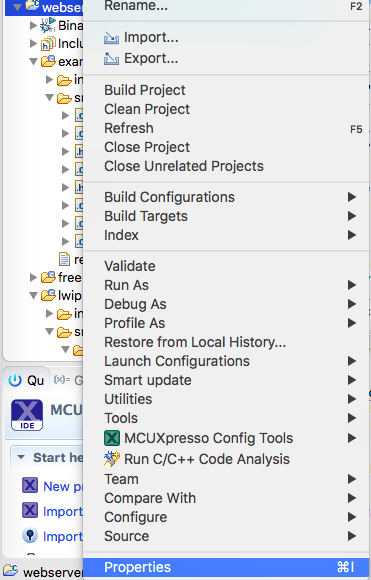 webserver
Rename... F2
Bina
Import...
Inclu
Export...
exam
in
Build Project
sr
Clean Project
.c
Refresh F5
.c
Close Project
.h
Close Unrelated Projects
.c
.h
Build Configurations
.c
Build Targets
.c
Index
.c
re
Validate
free
Run As
lwip
Debug As
in
Profile As
sr
Restore from Local History...
Launch Configurations
Smart update
Qu (x)= G
Utilities
Tools
MCUX
IDE
MCUXpresso Config Tools
Start he
Run C/C++ Code Analysis
New pr
Team
Compare With
Import
Configure
Import
Source
Properties ⌘I
webserver